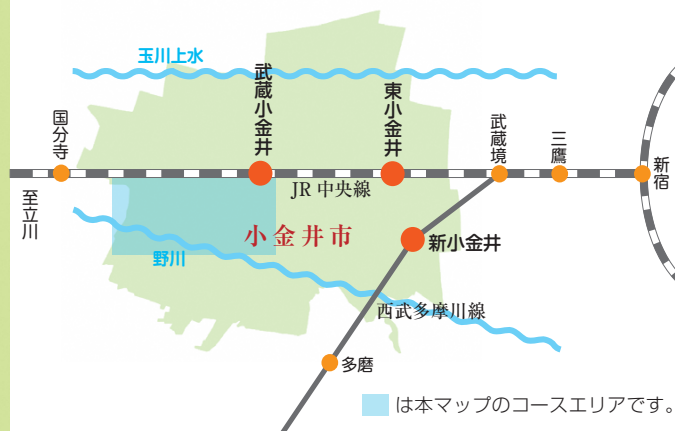 玉川上水
武蔵小金井
東小金井
国分寺
武蔵境
三鷹
新宿
JR 中央線
至立川
小金井市
新小金井
野川
西武多摩川線
多磨
は本マップのコースエリアです。